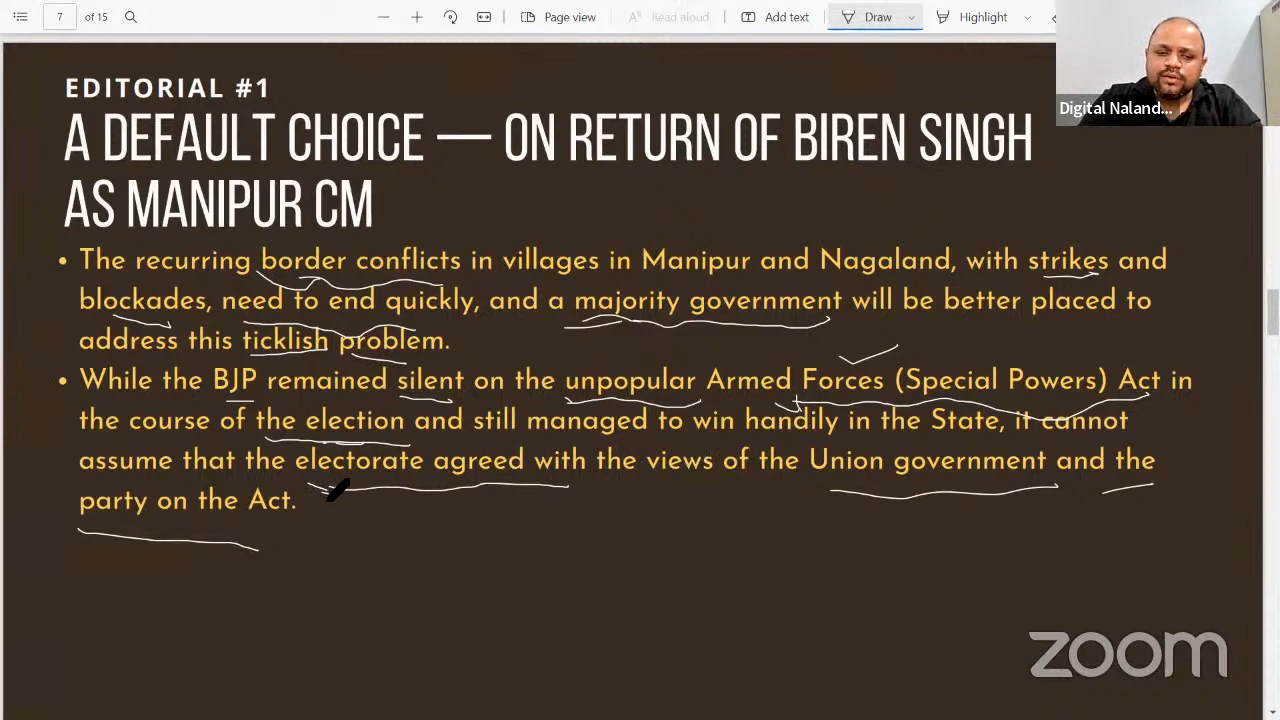 7 of 15
Page view
Read aloud
Add text
Draw
Highlight
Digital Naland...
EDITORIAL #1
A DEFAULT CHOICE — ON RETURN OF BIREN SINGH
AS MANIPUR CM
• The recurring border conflicts in villages in Manipur and Nagaland, with strikes and
blockades, need to end quickly, and a majority government will be better placed to
address this ticklish problem.
• While the BJP remained silent on the unpopular Armed Forces (Special Powers) Act in
the course of the election and still managed to win handily in the State, it cannot
assume that the electorate agreed with the views of the Union government and the
party on the Act.
zoom